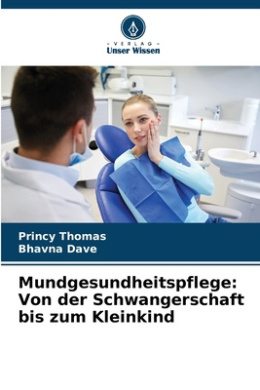 VERLAG
Unser Wissen
Princy Thomas
Bhavna Dave
Mundgesundheitspflege:
Von der Schwangerschaft
bis zum Kleinkind